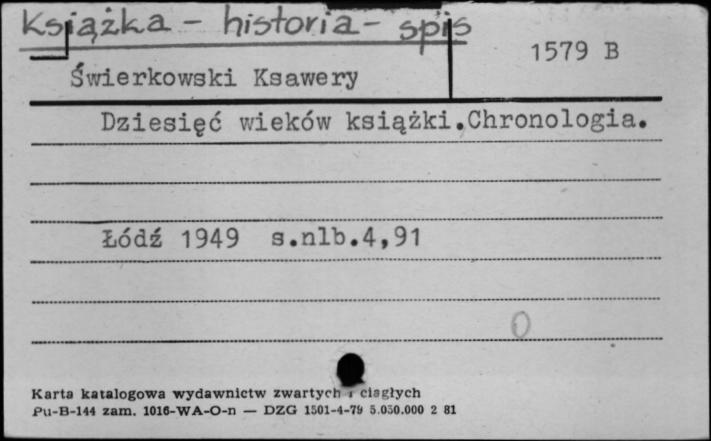 Książka - historia - spis
1579 B
Świerkowski Ksawery
Dziesięć wieków książki.Chronologia.
Łódź 1949 s.nlb.4,91
0
Karta katalogowa wydawnictw zwartych i ciągłych
Pu-B-144 zam. 1016-WA-O-n — DZG 1501-4-79 5.050.000 2 81